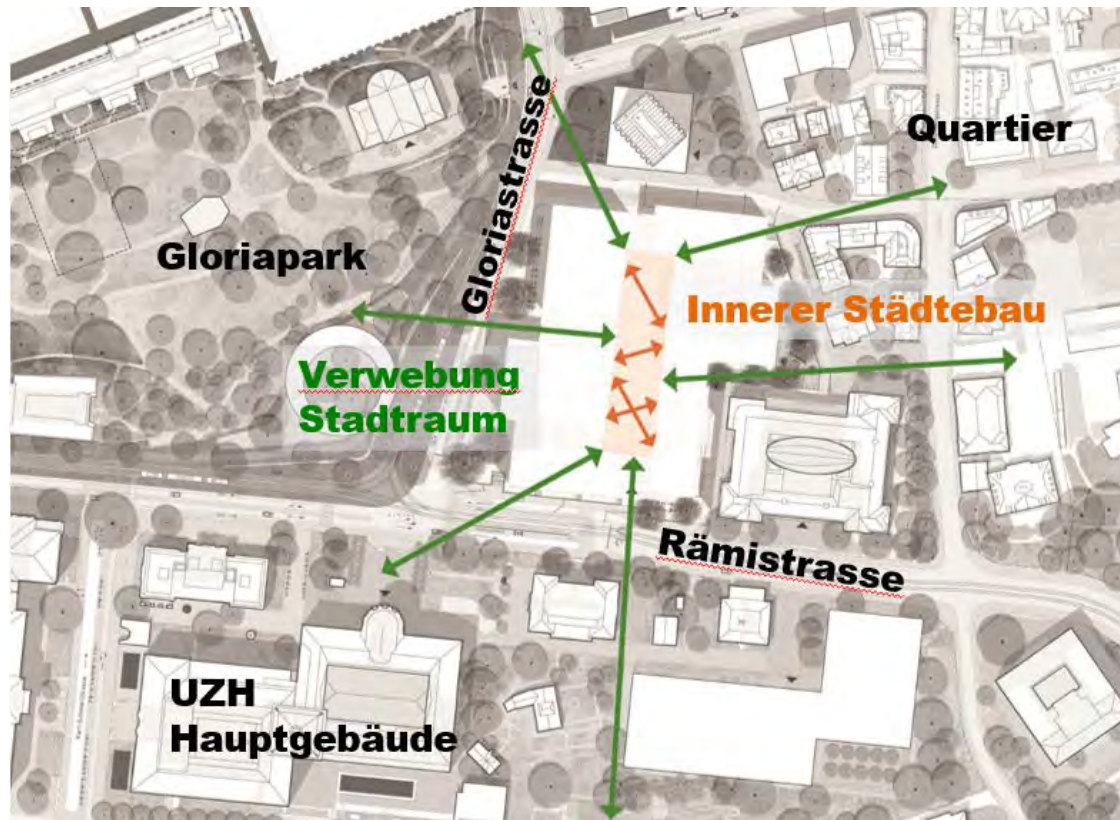 Quartier
Gloriastrasse
Gloriapark
Innerer Städtebau
Verwebung
Stadtraum
Rämistrasse
UZH
Hauptgebäude